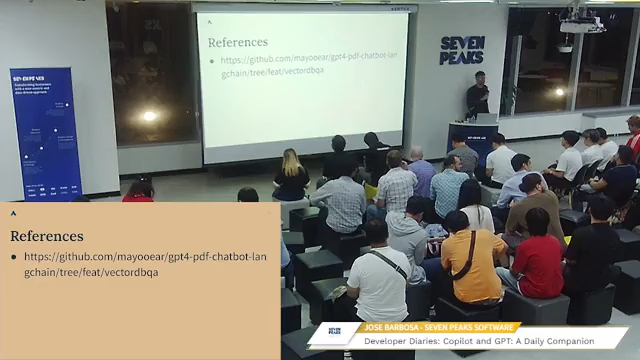 References
https://github.com/mayooear/gpt4-pdf-chatbot-lan
gchain/tree/feat/vectordbqa
SEVEN
PEAKS
References
https://github.com/mayooear/gpt4-pdf-chatbot-lan
gchain/tree/feat/vectordbqa
SEVEN
PEAKS
JOSE BARBOSA - SEVEN PEAKS SOFTWARE
Developer Diaries: Copilot and GPT: A Daily Companion